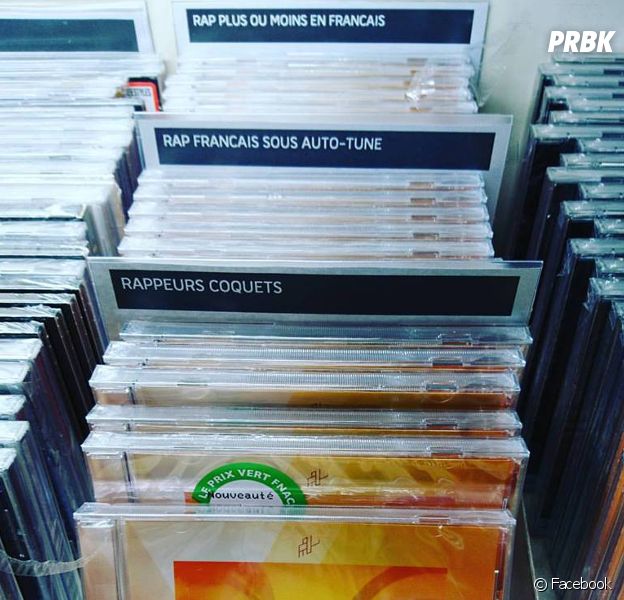 RAP PLUS OU MOINS EN FRANCAIS
PRBK
RAP FRANCAIS SOUS AUTO-TUNE
RAPPEURS COQUETS
LE PRIX VERT FNAC
Nouveauté
© Facebook